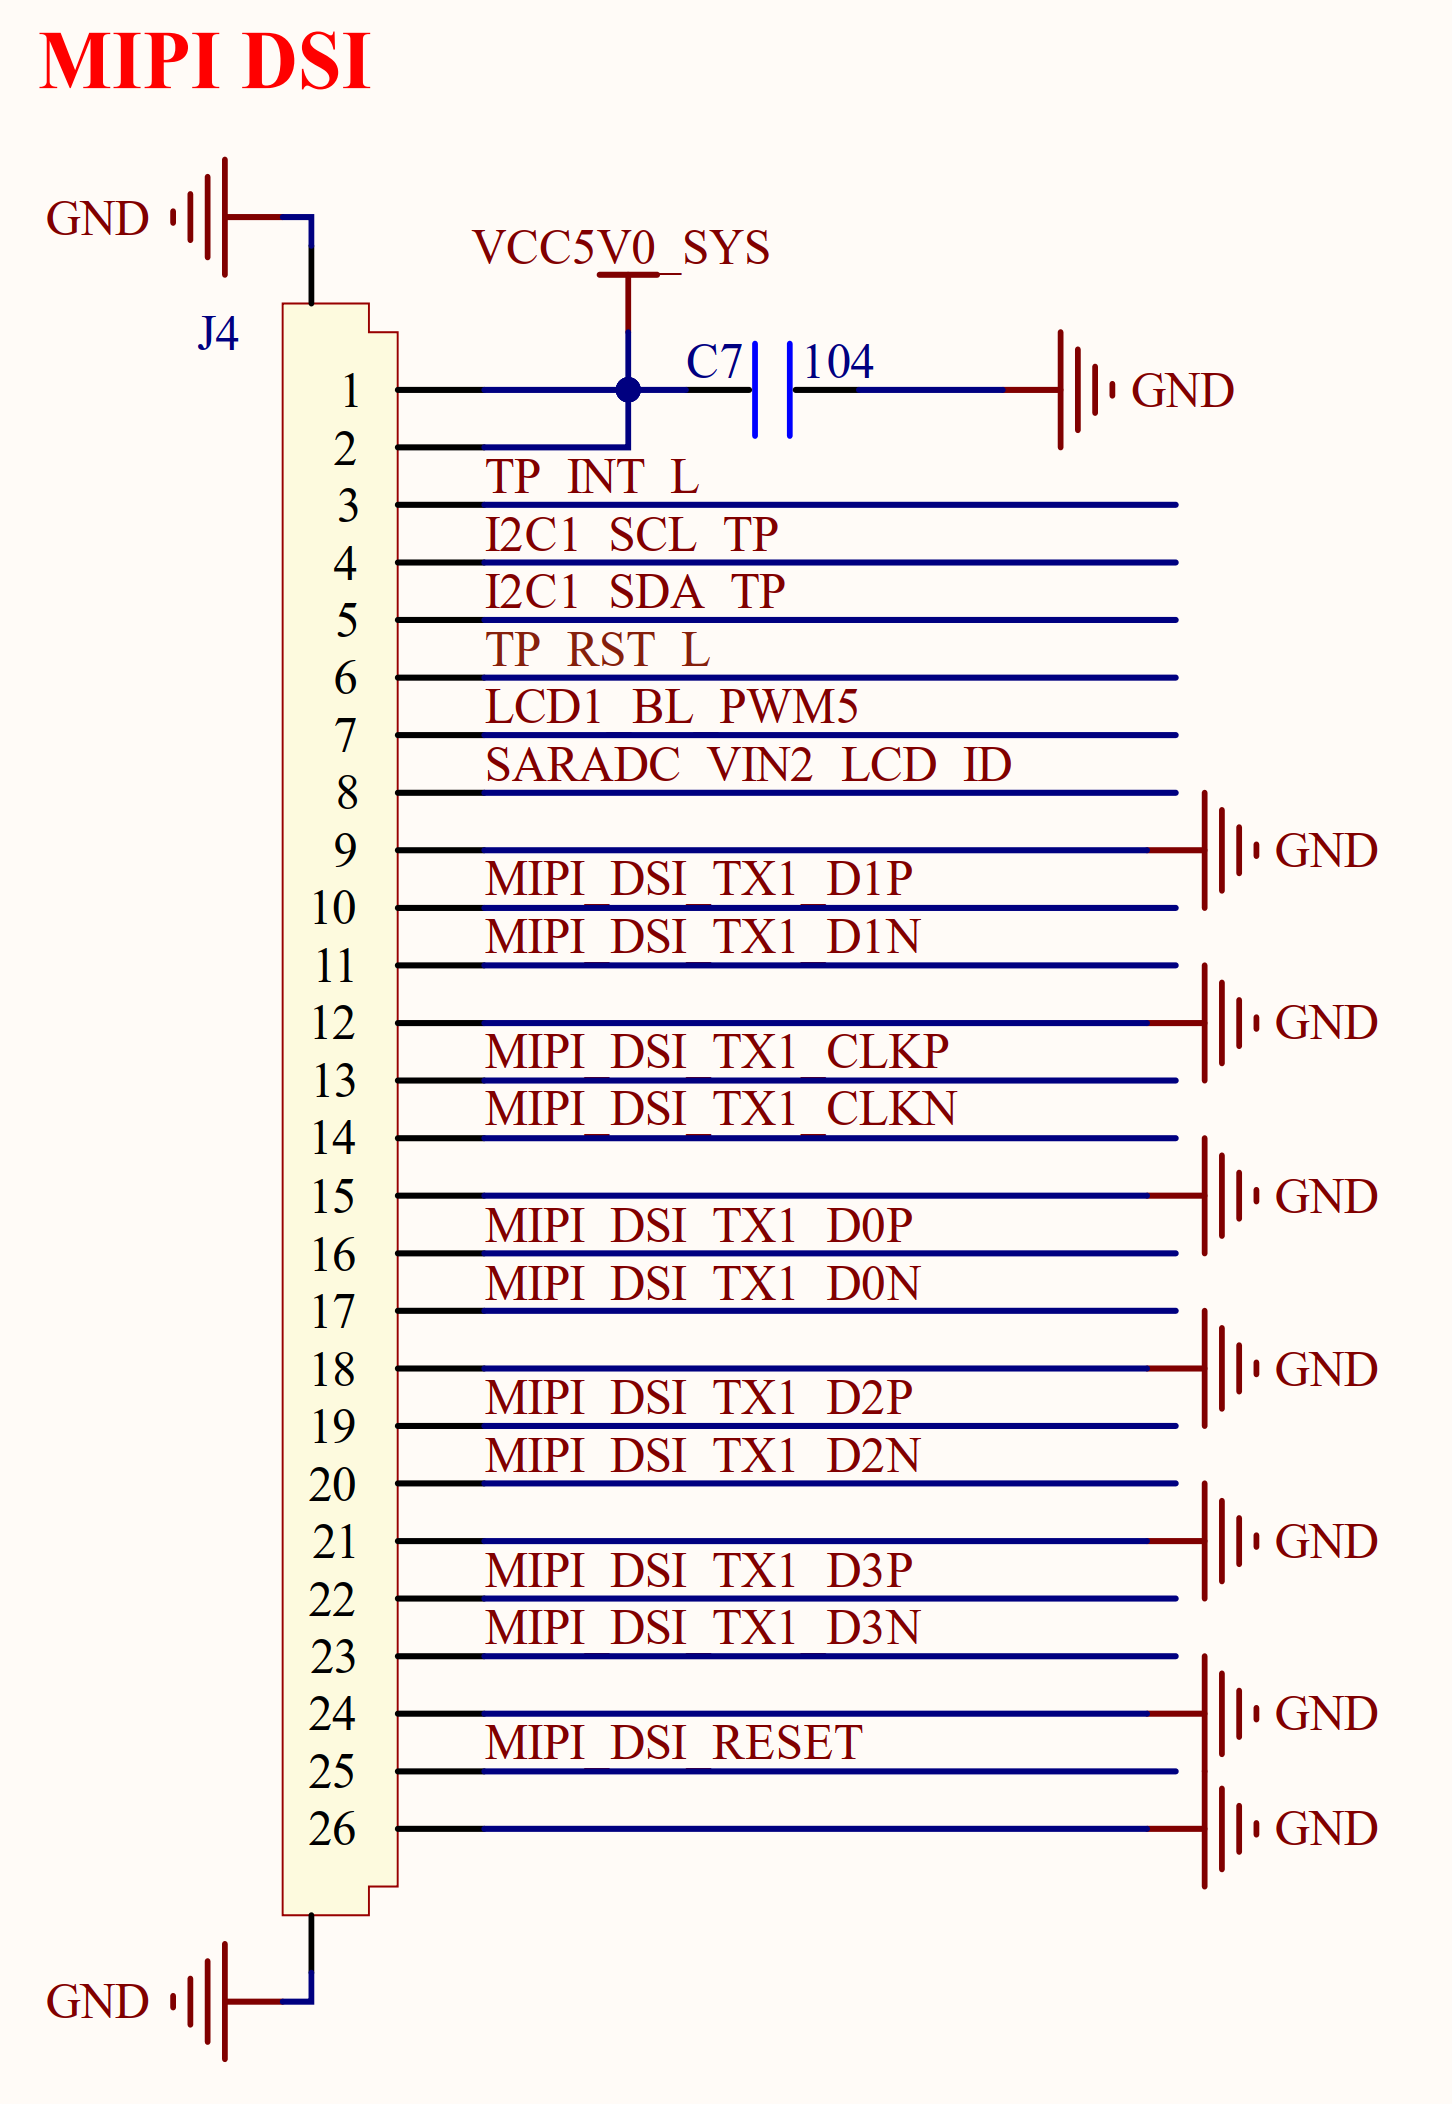 MIPI DSI
GND
VCC5V0_SYS
J4
C7 104
1 GND
2
TP_INT_L
3
I2C1_SCL_TP
4
I2C1_SDA_TP
5
TP_RST_L
6
LCD1_BL_PWM5
7
SARADC_VIN2_LCD_ID
8
9 GND
MIPI_DSI_TX1_D1P
10
MIPI_DSI_TX1_D1N
11
12 GND
MIPI_DSI_TX1_CLKP
13
MIPI_DSI_TX1_CLKN
14
15 GND
MIPI_DSI_TX1_D0P
16
MIPI_DSI_TX1_D0N
17
18 GND
MIPI_DSI_TX1_D2P
19
MIPI_DSI_TX1_D2N
20
21 GND
MIPI_DSI_TX1_D3P
22
MIPI_DSI_TX1_D3N
23
24 GND
MIPI_DSI_RESET
25
26 GND
GND